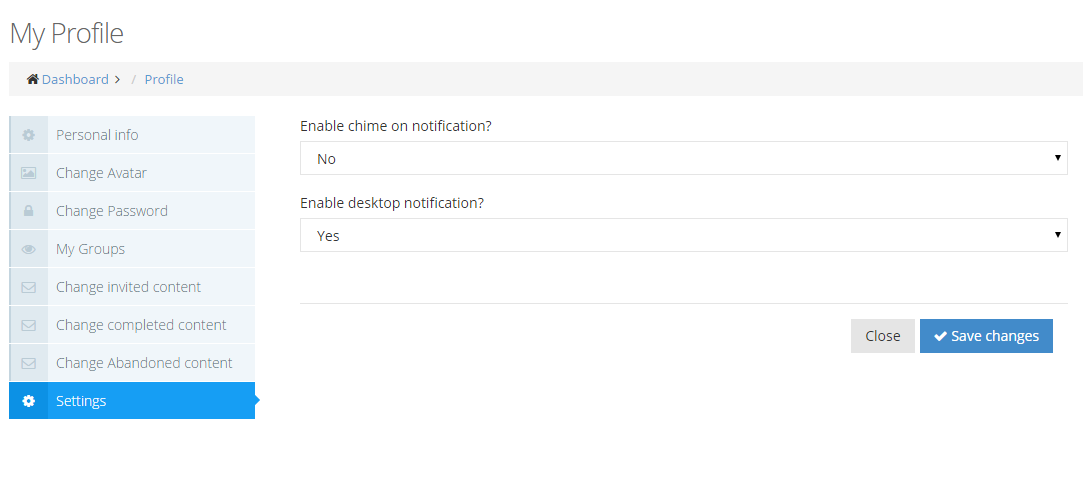 My Profile
Dashboard > / Profile
Personal info
Change Avatar
Change Password
My Groups
Change invited content
Change completed content
Change Abandoned content
Settings
Enable chime on notification?
No
Enable desktop notification?
Yes
Close
Save changes